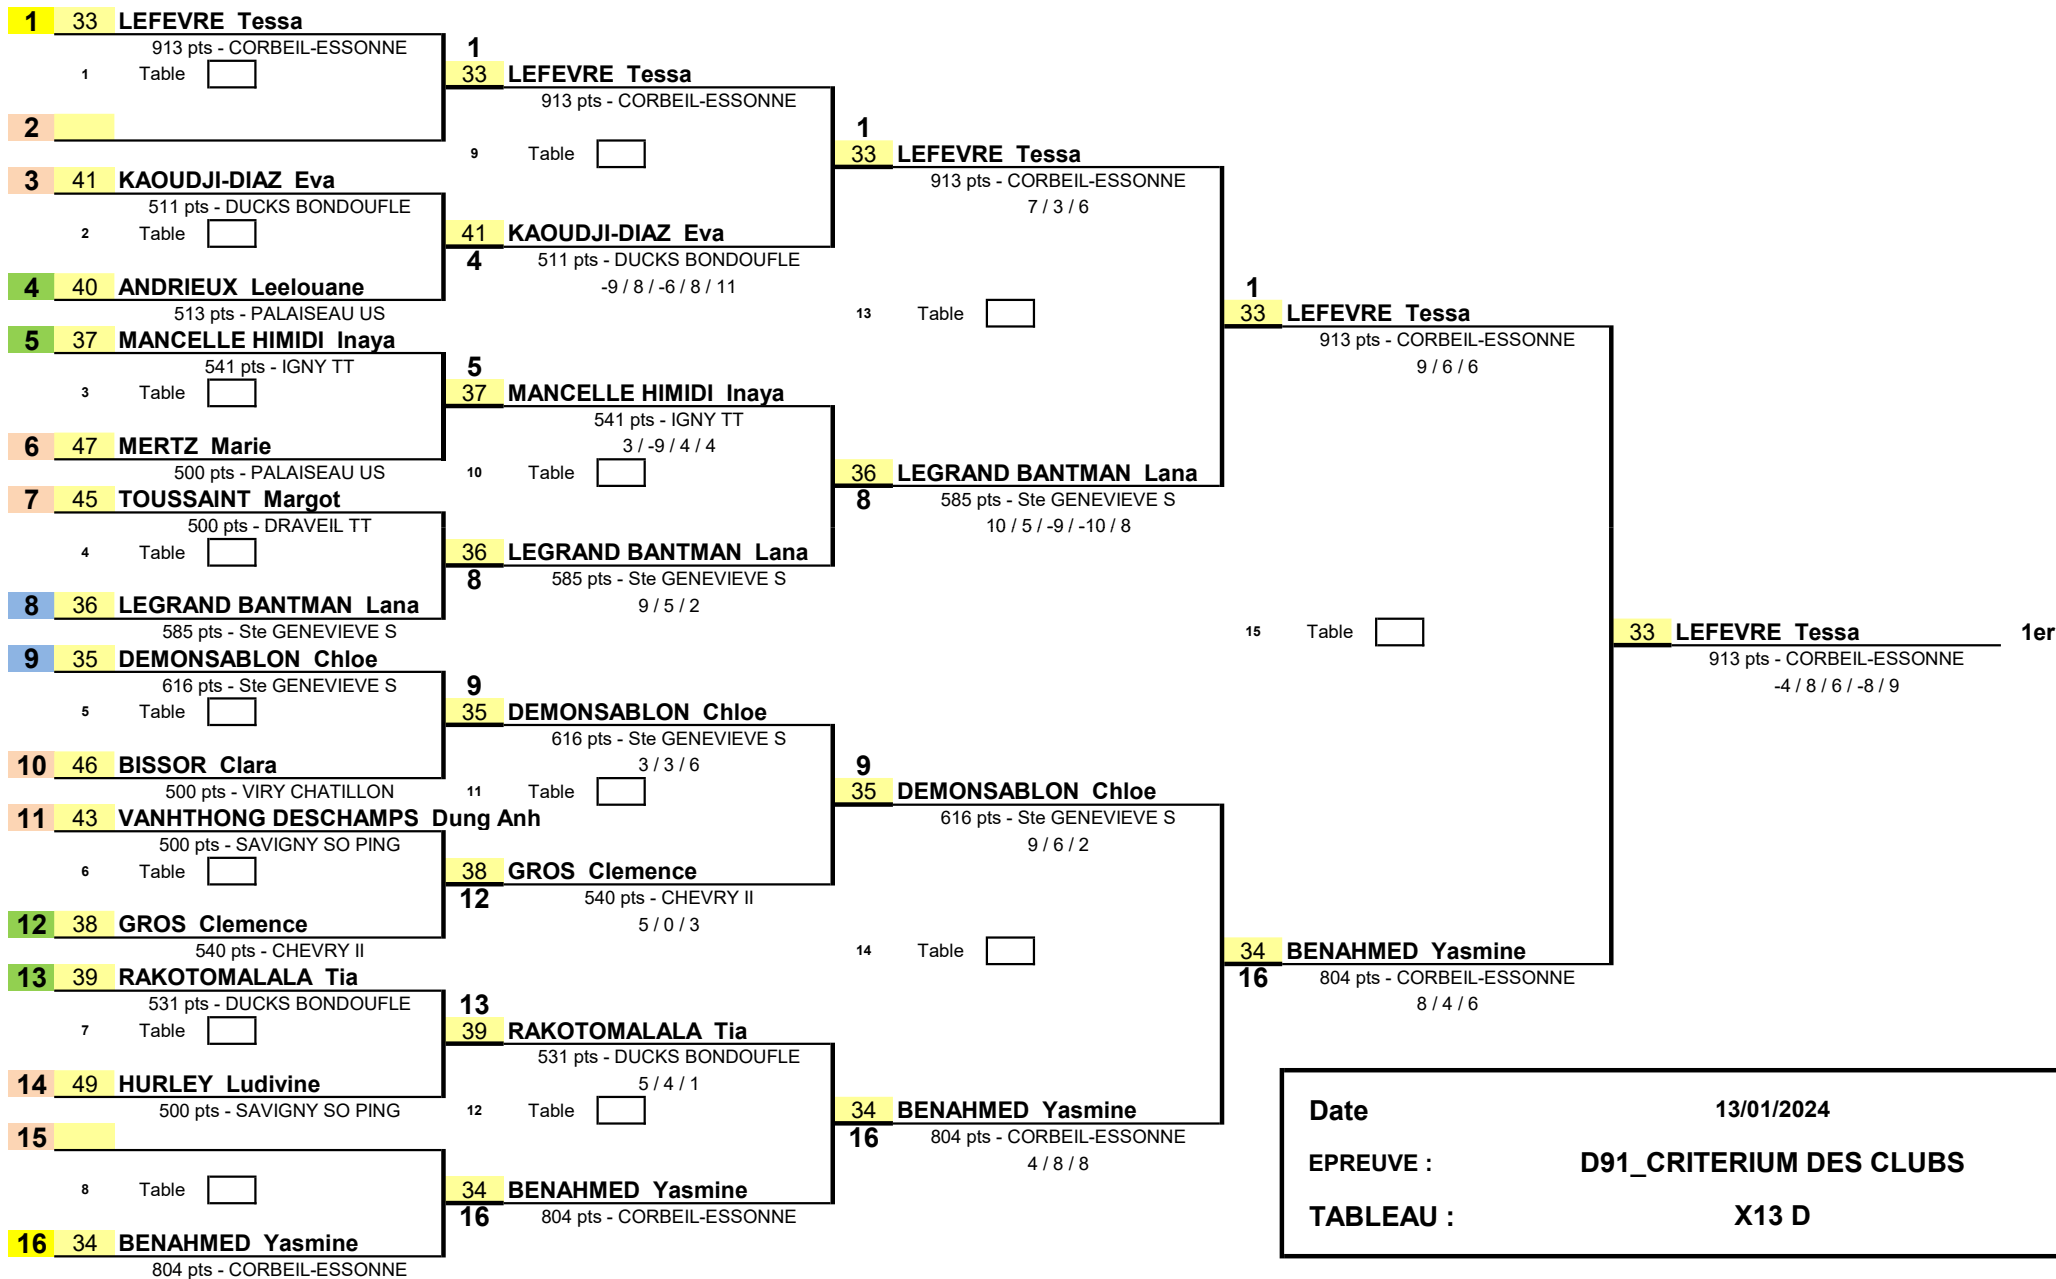 1 33 LEFEVRE Tessa
913 pts - CORBEIL-ESSONNE
1 Table
2
3 41 KAOUDJI-DIAZ Eva
511 pts - DUCKS BONDOUFLE
2 Table
4 40 ANDRIEUX Leelouane
513 pts - PALAISEAU US
5 37 MANCELLE HIMIDI Inaya
541 pts - IGNY TT
3 Table
6 47 MERTZ Marie
500 pts - PALAISEAU US
7 45 TOUSSAINT Margot
500 pts - DRAVEIL TT
4 Table
8 36 LEGRAND BANTMAN Lana
585 pts - Ste GENEVIEVE S
9 35 DEMONSABLON Chloe
616 pts - Ste GENEVIEVE S
5 Table
10 46 BISSOR Clara
500 pts - VIRY CHATILLON
11 43 VANHTHONG DESCHAMPS Dung Anh
500 pts - SAVIGNY SO PING
6 Table
12 38 GROS Clemence
540 pts - CHEVRY II
13 39 RAKOTOMALALA Tia
531 pts - DUCKS BONDOUFLE
7 Table
14 49 HURLEY Ludivine
500 pts - SAVIGNY SO PING
15
8 Table
16 34 BENAHMED Yasmine
804 pts - CORBEIL-ESSONNE
1
33 LEFEVRE Tessa
913 pts - CORBEIL-ESSONNE
9 Table
41 KAOUDJI-DIAZ Eva
4 511 pts - DUCKS BONDOUFLE
-9 / 8 / -6 / 8 / 11
5
37 MANCELLE HIMIDI Inaya
541 pts - IGNY TT
3 / -9 / 4 / 4
10 Table
36 LEGRAND BANTMAN Lana
8 585 pts - Ste GENEVIEVE S
9 / 5 / 2
9
35 DEMONSABLON Chloe
616 pts - Ste GENEVIEVE S
3 / 3 / 6
11 Table
38 GROS Clemence
12 540 pts - CHEVRY II
5 / 0 / 3
13
39 RAKOTOMALALA Tia
531 pts - DUCKS BONDOUFLE
5 / 4 / 1
12 Table
34 BENAHMED Yasmine
16 804 pts - CORBEIL-ESSONNE
1
33 LEFEVRE Tessa
913 pts - CORBEIL-ESSONNE
7 / 3 / 6
13 Table
36 LEGRAND BANTMAN Lana
8 585 pts - Ste GENEVIEVE S
10 / 5 / -9 / -10 / 8
9
35 DEMONSABLON Chloe
616 pts - Ste GENEVIEVE S
9 / 6 / 2
14 Table
34 BENAHMED Yasmine
16 804 pts - CORBEIL-ESSONNE
4 / 8 / 8
1
33 LEFEVRE Tessa
913 pts - CORBEIL-ESSONNE
9 / 6 / 6
15 Table
34 BENAHMED Yasmine
16 804 pts - CORBEIL-ESSONNE
8 / 4 / 6
33 LEFEVRE Tessa 1er
913 pts - CORBEIL-ESSONNE
-4 / 8 / 6 / -8 / 9
Date 13/01/2024
EPREUVE : D91_CRITERIUM DES CLUBS
TABLEAU : X13 D